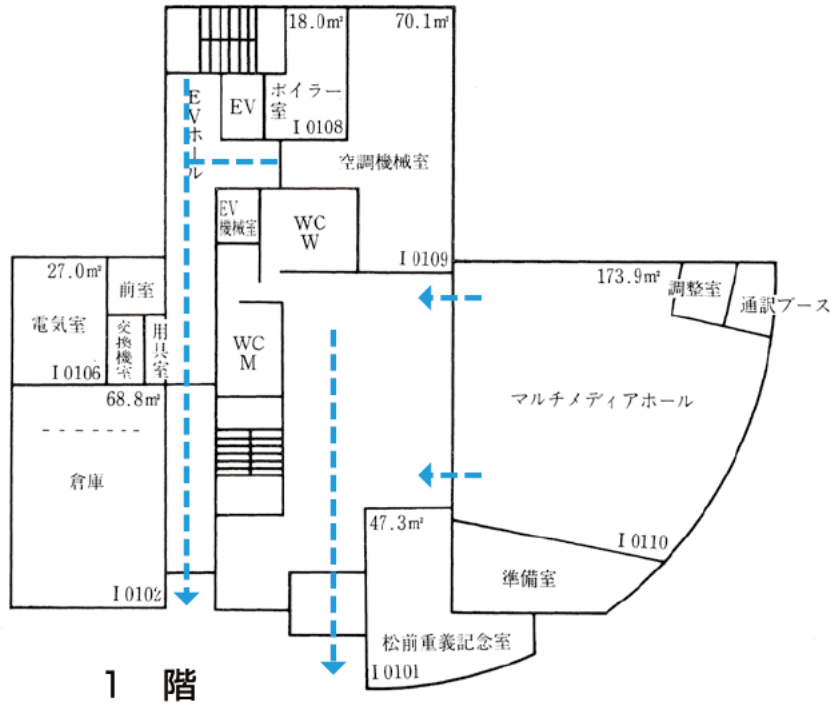 18.0㎡
70.1㎡
EVホール
EV
ボイラー
室
I 0108
空調機械室
EV
機械室
WC
W
I 0109
27.0㎡
前室
電気室
交換機室
用具室
I 0106
WC
M
173.9㎡
調整室
通訳ブース
マルチメディアホール
68.8㎡
倉庫
I 0102
47.3㎡
I 0110
準備室
松前重義記念室
I 0101
1 階